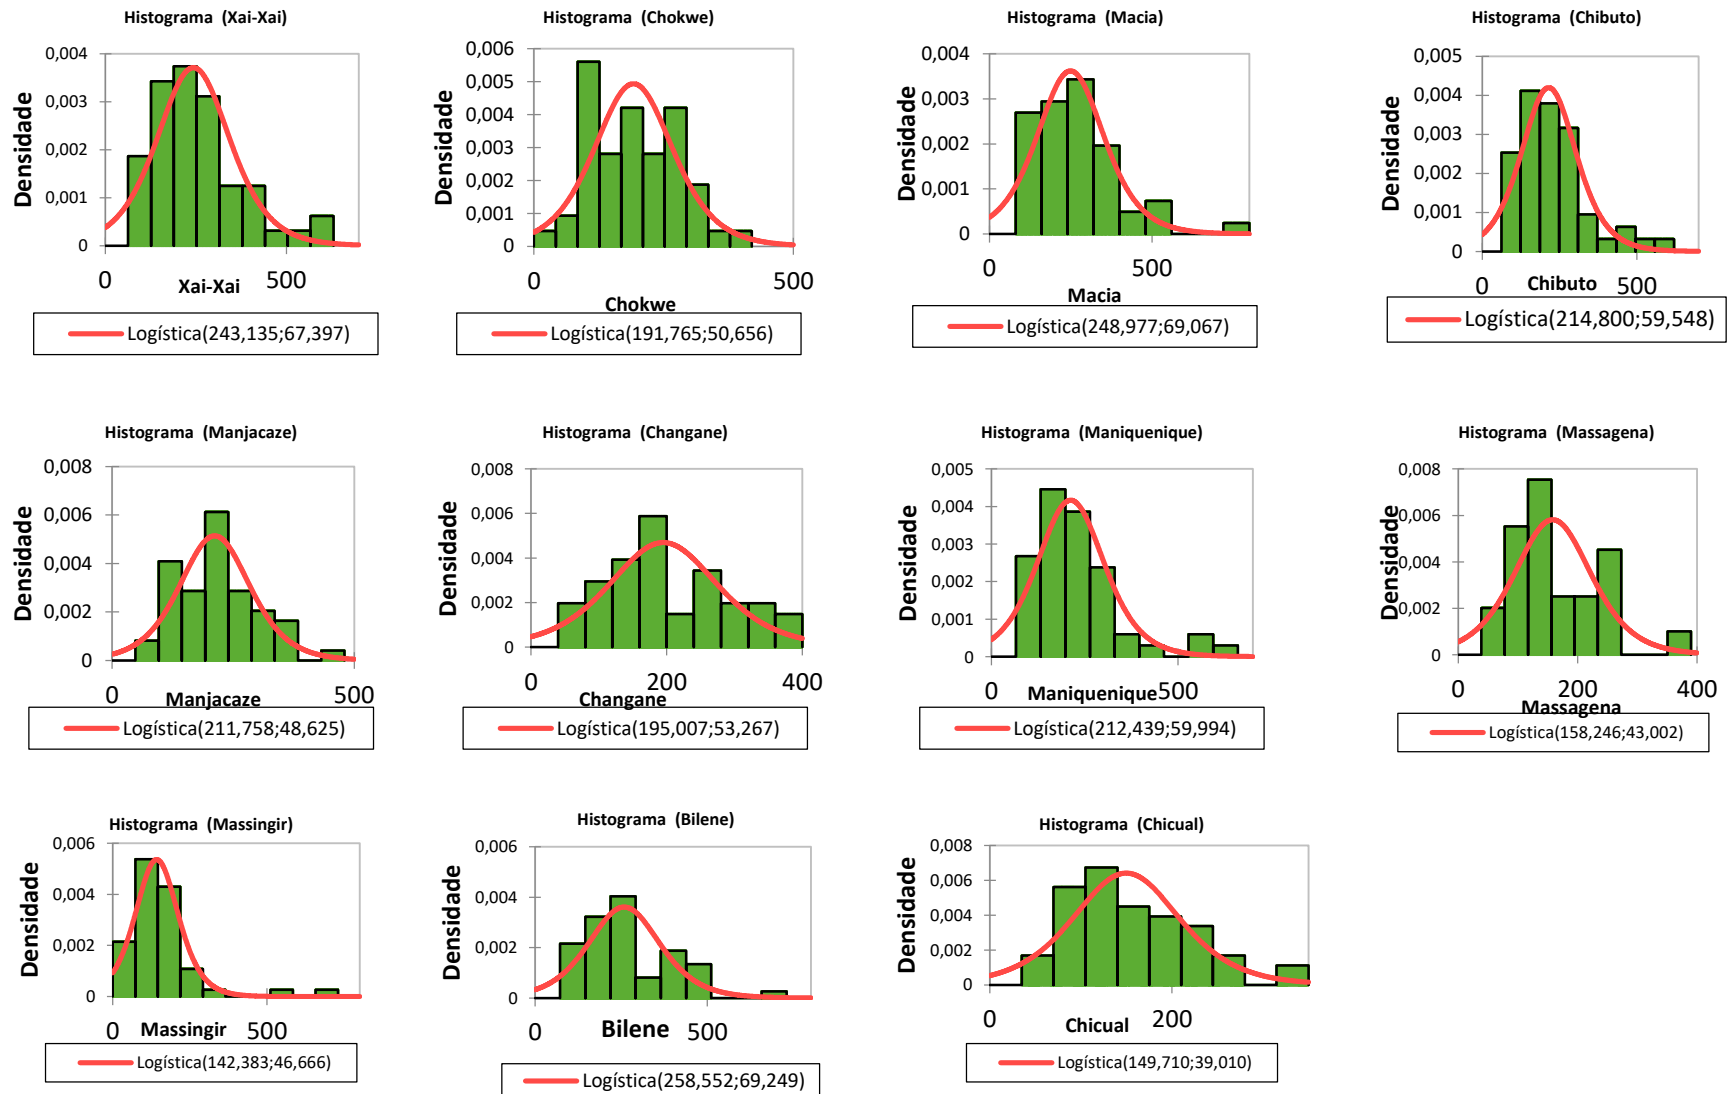 Histograma (Xai-Xai)
0,004
0,003
0,002
0,001
0
Densidade
0
500
Xai-Xai
Logística(243,135;67,397)
Histograma (Chokwe)
0,006
0,005
0,004
0,003
0,002
0,001
0
Densidade
0
500
Chokwe
Logística(191,765;50,656)
Histograma (Macia)
0,004
0,003
0,002
0,001
0
Densidade
0
500
Macia
Logística(248,977;69,067)
Histograma (Chibuto)
0,005
0,004
0,003
0,002
0,001
0
Densidade
0
500
Chibuto
Logística(214,800;59,548)
Histograma (Manjacaze)
0,008
0,006
0,004
0,002
0
Densidade
0
500
Manjacaze
Logística(211,758;48,625)
Histograma (Changane)
0,008
0,006
0,004
0,002
0
Densidade
0
200
400
Changane
Logística(195,007;53,267)
Histograma (Maniquenique)
0,005
0,004
0,003
0,002
0,001
0
Densidade
0
500
Maniquenique
Logística(212,439;59,994)
Histograma (Massagena)
0,008
0,006
0,004
0,002
0
Densidade
0
200
400
Massagena
Logística(158,246;43,002)
Histograma (Massingir)
0,006
0,004
0,002
0
Densidade
0
500
Massingir
Logística(142,383;46,666)
Histograma (Bilene)
0,006
0,004
0,002
0
Densidade
0
500
Bilene
Logística(258,552;69,249)
Histograma (Chicual)
0,008
0,006
0,004
0,002
0
Densidade
0
200
Chicual
Logística(149,710;39,010)